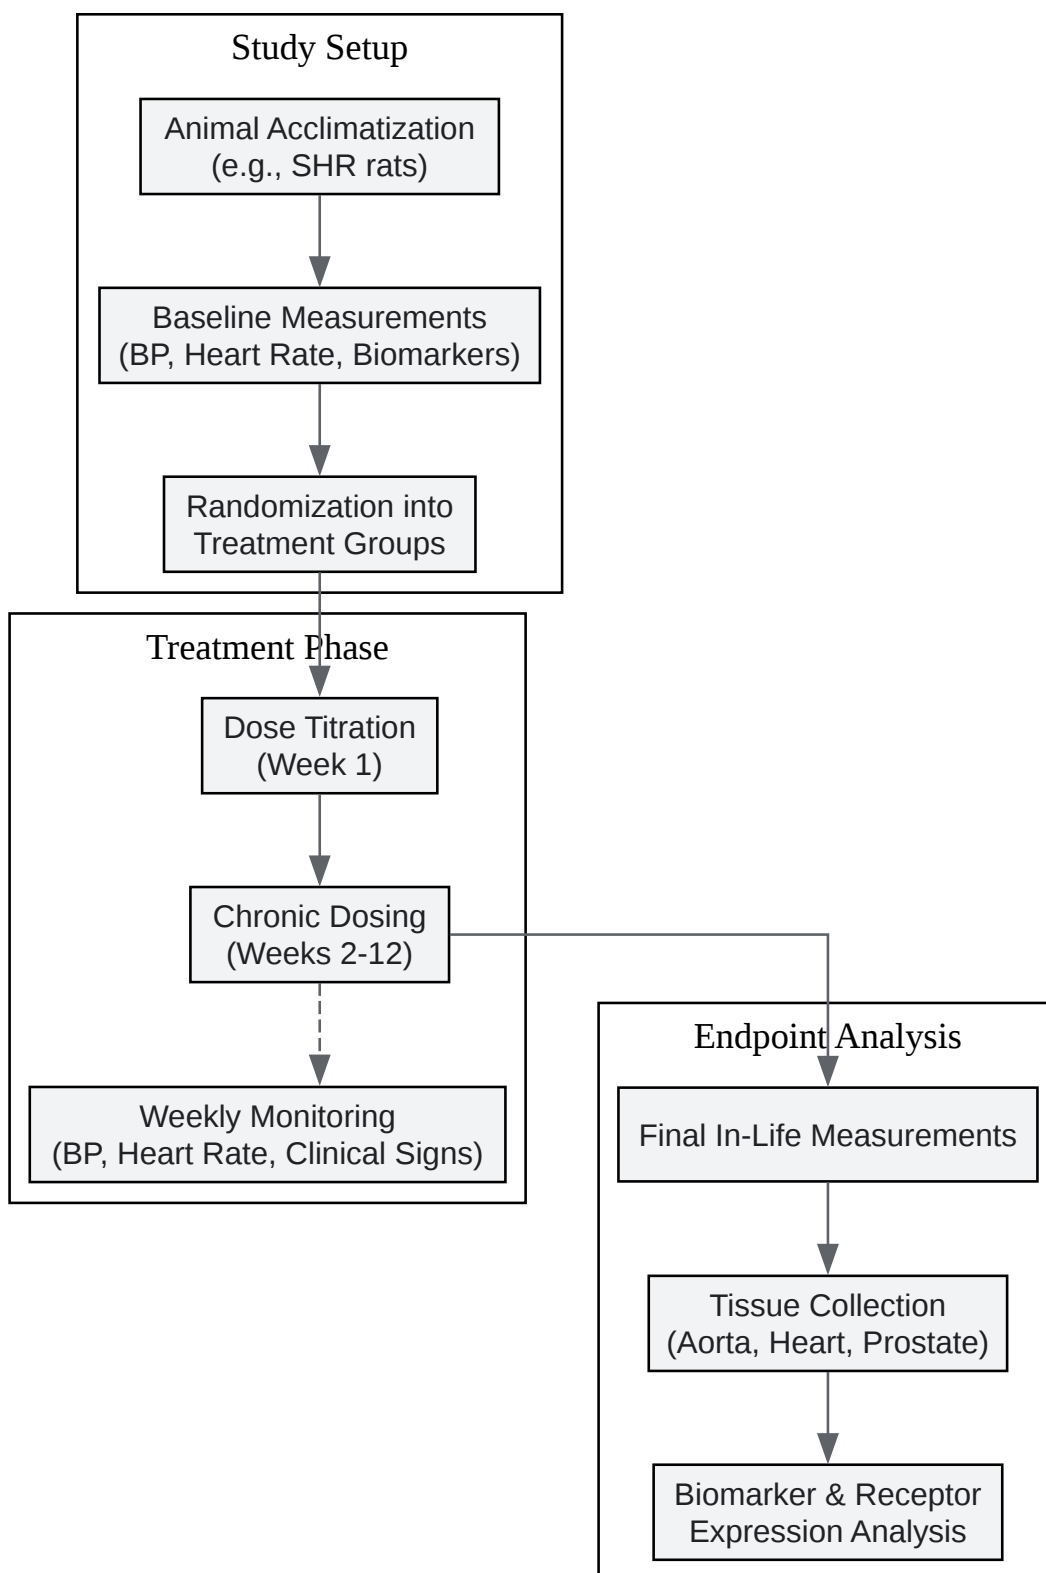 Study Setup
Animal Acclimatization
(e.g., SHR rats)
Baseline Measurements
(BP, Heart Rate, Biomarkers)
Randomization into
Treatment Groups
Treatment Phase
Dose Titration
(Week 1)
Chronic Dosing
(Weeks 2-12)
Weekly Monitoring
(BP, Heart Rate, Clinical Signs)
Endpoint Analysis
Final In-Life Measurements
Tissue Collection
(Aorta, Heart, Prostate)
Biomarker & Receptor
Expression Analysis